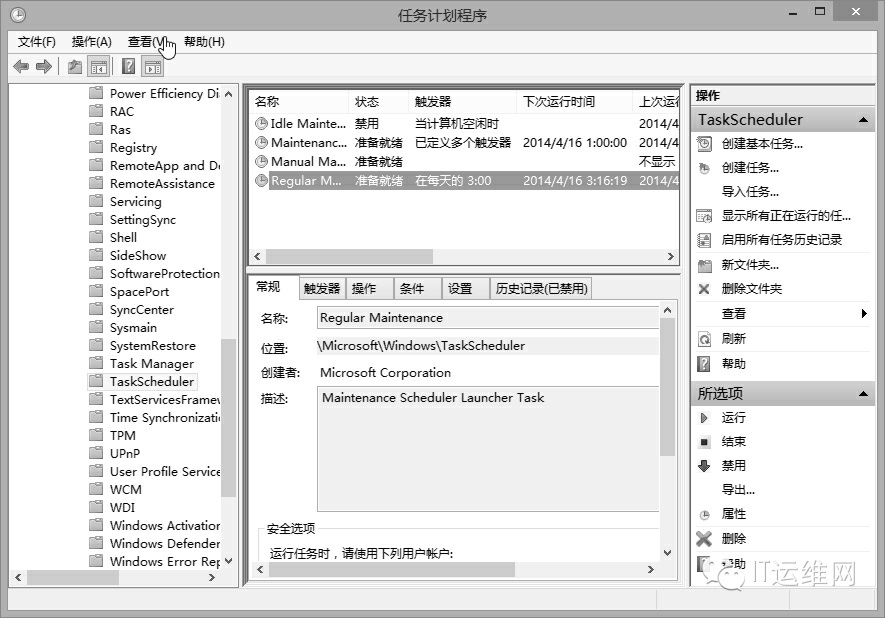 任务计划程序
文件(F) 操作(A) 查看(V) 帮助(H)
Power Efficiency Di
RAC
Ras
Registry
RemoteApp and De
RemoteAssistance
Servicing
SettingSync
Shell
SideShow
SoftwareProtection
SpacePort
SyncCenter
Sysmain
SystemRestore
Task Manager
TaskScheduler
TextServicesFramew
Time Synchronizatio
TPM
UPnP
User Profile Service
WCM
WDI
Windows Activation
Windows Defender
Windows Error Rep
名称 状态 触发器 下次运行时间 上次运行
Idle Mainte... 禁用 当计算机空闲时 2014/4
Maintenanc... 准备就绪 已定义多个触发器 2014/4/16 1:00:00 2014/4
Manual Ma... 准备就绪 不显示
Regular M... 准备就绪 在每天的 3:00 2014/4/16 3:16:19 2014/4
常规 触发器 操作 条件 设置 历史记录(已禁用)
名称: Regular Maintenance
位置: \Microsoft\Windows\TaskScheduler
创建者: Microsoft Corporation
描述: Maintenance Scheduler Launcher Task
安全选项
运行任务时，请使用下列用户帐户:
操作
TaskScheduler
创建基本任务...
创建任务...
导入任务...
显示所有正在运行的任...
启用所有任务历史记录
新文件夹...
删除文件夹
查看
刷新
帮助
所选项
运行
结束
禁用
导出...
属性
删除
帮助
IT运维网